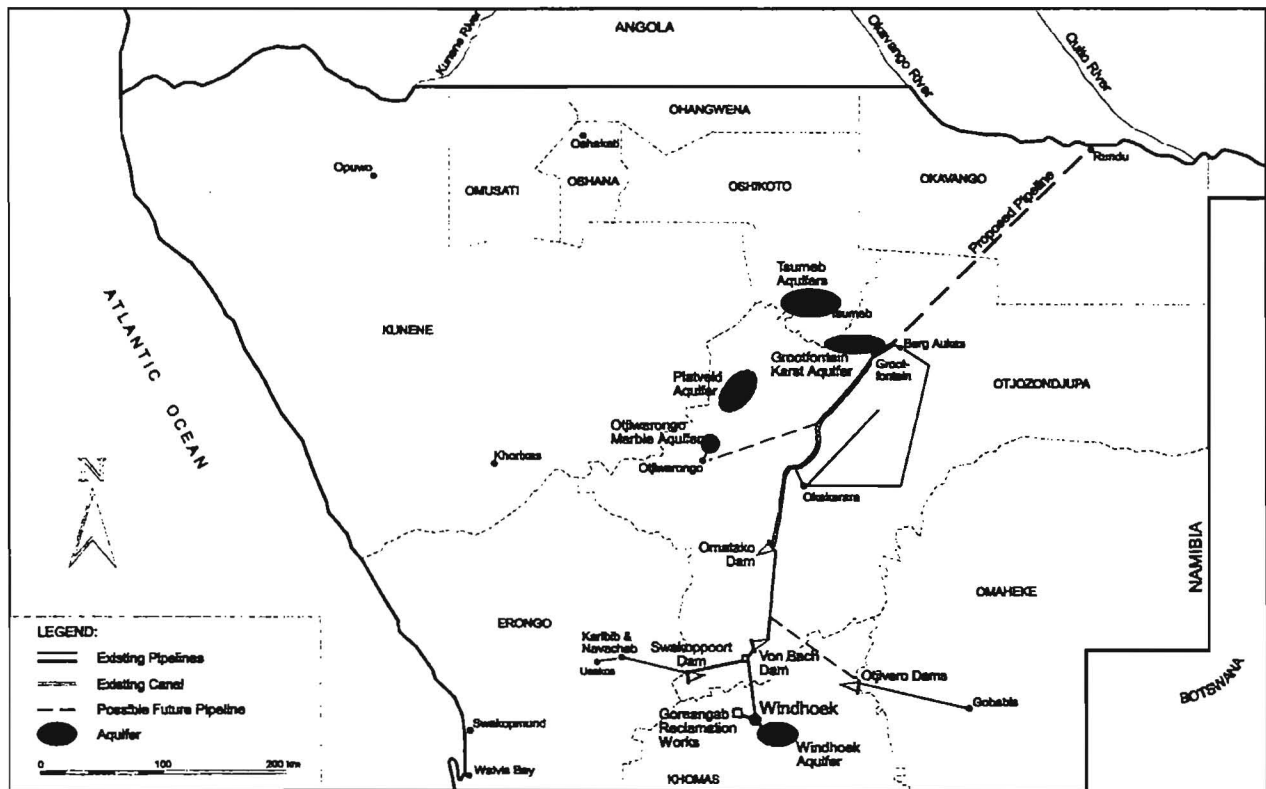 ANGOLA
Kunene River
Okavango River
Quito River
OHANGWENA
Oshakati
Opuwo
OMUSATI
OSHANA
OSHIKOTO
OKAVANGO
Rundu
Proposed Pipeline
Tsumeb
Aquifers
Tsumeb
ATLANTIC OCEAN
KUNENE
Grootfontein
Karst Aquifer
Berg Aukas
Groot-
fontein
Platveld
Aquifer
OTJOZONDJUPA
Otjiwarongo
Marble Aquifer
Khorixas
Otjiwarongo
Okakarara
N
Omatako
Dam
NAMIBIA
OMAHEKE
LEGEND:
Existing Pipelines
Existing Canal
Possible Future Pipeline
Aquifer
0 100 200 km
ERONGO
Karibib &
Navachab
Usakos
Swakoppoort
Dam
Von Bach
Dam
Otjivero Dams
Gobabis
BOTSWANA
Swakopmund
Walvis Bay
Goreangab
Reclamation
Works
Windhoek
Windhoek
Aquifer
KHOMAS